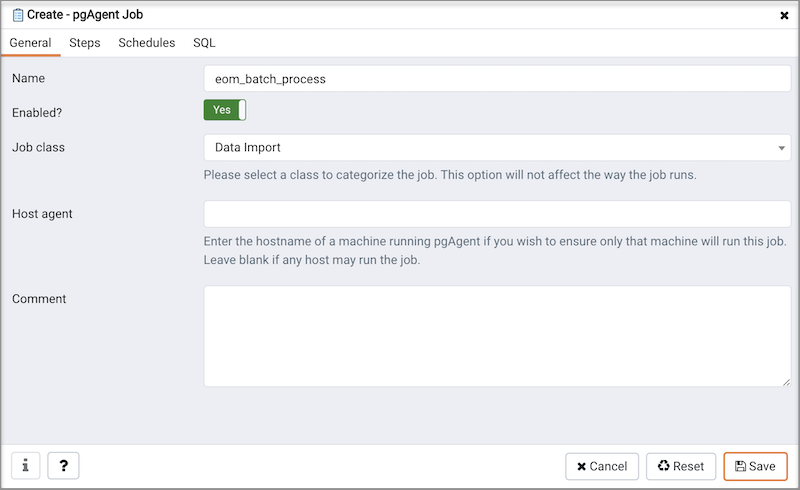 Create - pgAgent Job
General Steps Schedules SQL
Name eom_batch_process
Enabled? Yes
Job class Data Import
Please select a class to categorize the job. This option will not affect the way the job runs.
Host agent
Enter the hostname of a machine running pgAgent if you wish to ensure only that machine will run this job.
Leave blank if any host may run the job.
Comment
i ? Cancel Reset Save